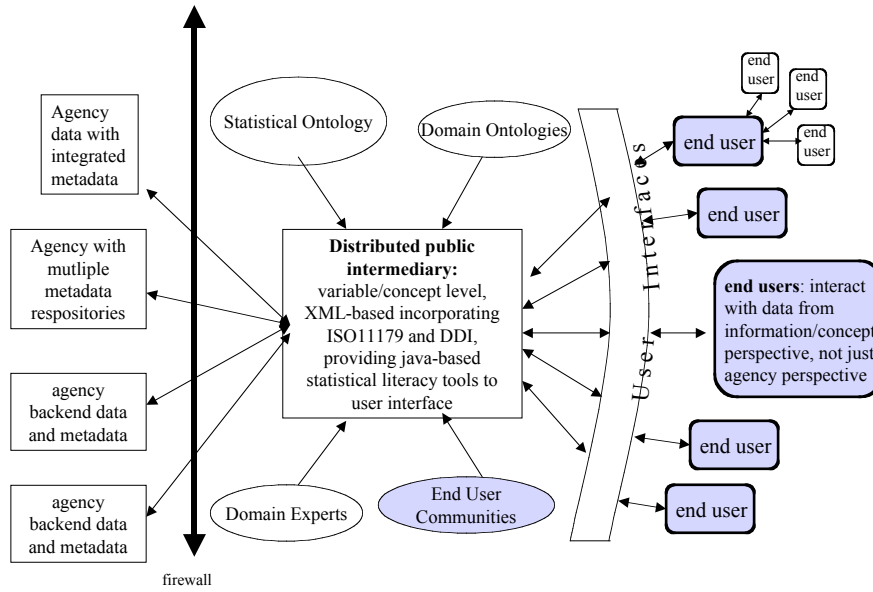 Agency
data with
integrated
metadata
Agency with
mutliple
metadata
respositories
agency
backend data
and metadata
agency
backend data
and metadata
firewall
Statistical Ontology
Domain Ontologies
Distributed public
intermediary:
variable/concept level,
XML-based incorporating
ISO11179 and DDI,
providing java-based
statistical literacy tools to
user interface
Domain Experts
End User
Communities
User Interfaces
end
user
end
user
end
user
end user
end user
end users: interact
with data from
information/concept
perspective, not just
agency perspective
end user
end user